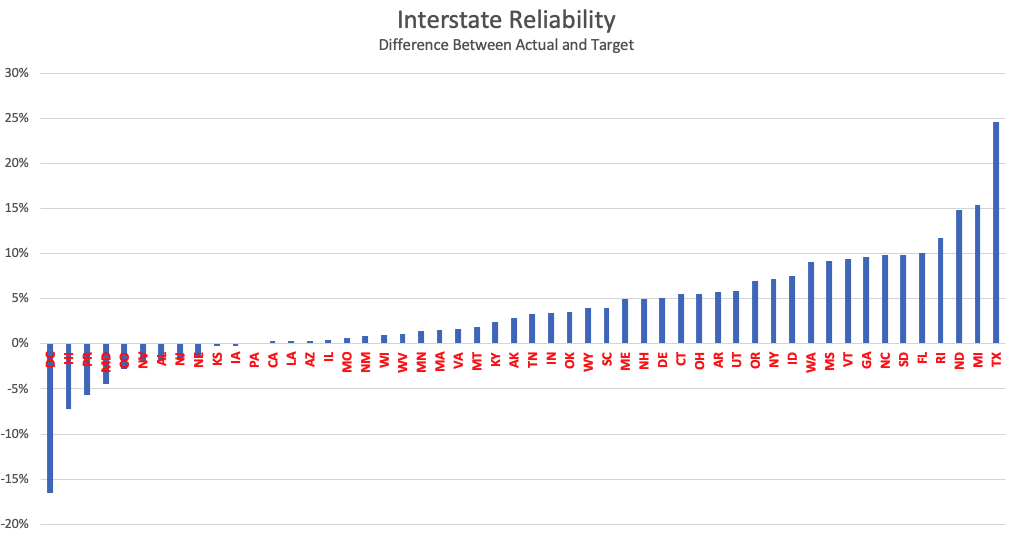 Interstate Reliability
Difference Between Actual and Target
30%
25%
20%
15%
10%
5%
0%
-5%
-10%
-15%
-20%
DC
HI
PR
MD
CO
NV
AL
NJ
NE
KS
IA
PA
CA
LA
AZ
IL
MO
NM
WI
WV
MN
MA
VA
MT
KY
AK
TN
IN
OK
WY
SC
ME
NH
DE
CT
OH
AR
UT
OR
NY
ID
WA
MS
VT
GA
NC
SD
FL
RI
ND
MI
TX